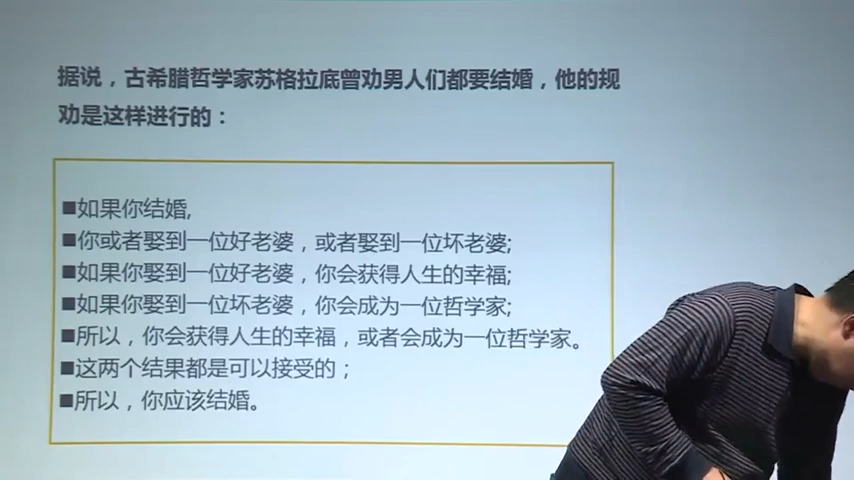 据说，古希腊哲学家苏格拉底曾劝男人们都要结婚，他的规
劝是这样进行的：
■如果你结婚,
■你或者娶到一位好老婆，或者娶到一位坏老婆;
■如果你娶到一位好老婆，你会获得人生的幸福;
■如果你娶到一位坏老婆，你会成为一位哲学家;
■所以，你会获得人生的幸福，或者会成为一位哲学家。
■这两个结果都是可以接受的；
■所以，你应该结婚。